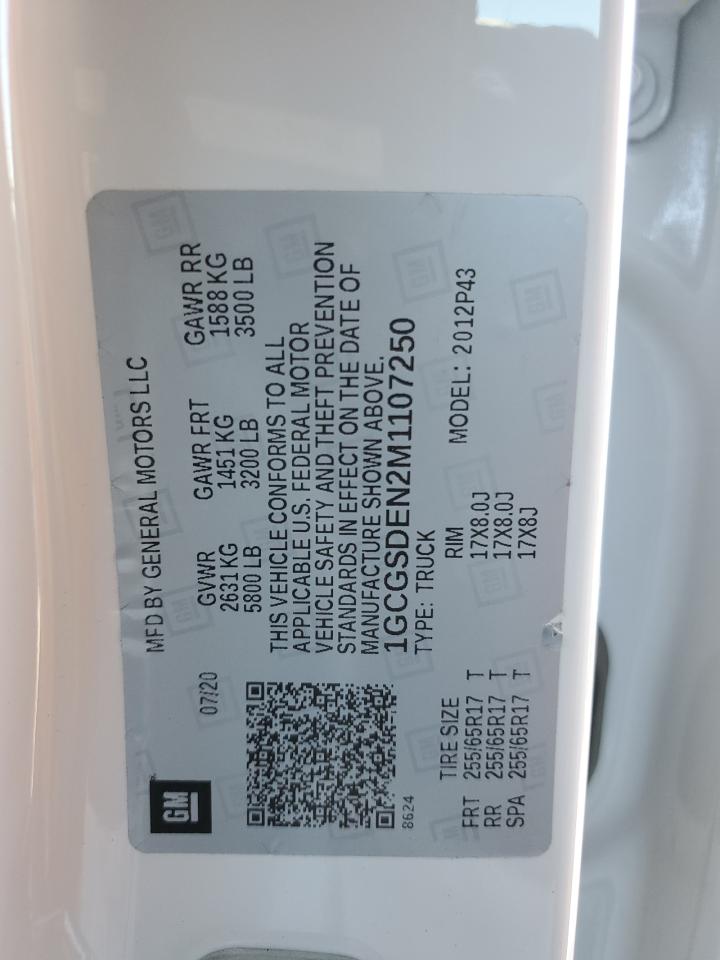 GM
07/20
MFD BY GENERAL MOTORS LLC
GVWR GAWR FRT GAWR RR
2631 KG 1451 KG 1588 KG
5800 LB 3200 LB 3500 LB
THIS VEHICLE CONFORMS TO ALL
APPLICABLE U.S. FEDERAL MOTOR
VEHICLE SAFETY AND THEFT PREVENTION
STANDARDS IN EFFECT ON THE DATE OF
MANUFACTURE SHOWN ABOVE.
1GCGSDEN2M1107250
8624
TYPE: TRUCK
MODEL: 2012P43
TIRE SIZE RIM
FRT 255/65R17 T 17X8.0J
RR 255/65R17 T 17X8.0J
SPA 255/65R17 T 17X8J